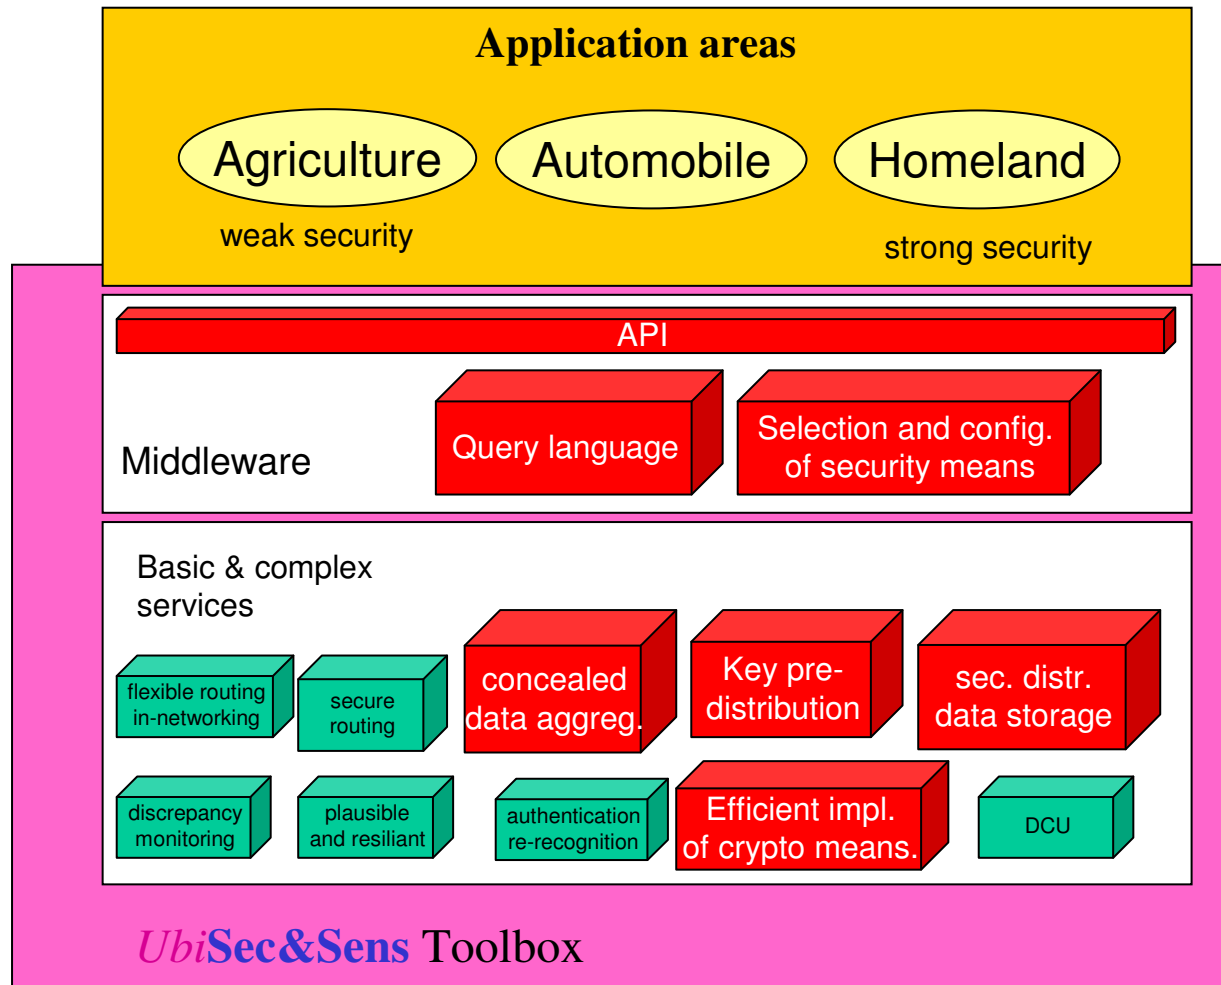 Application areas
Agriculture
Automobile
Homeland
weak security
strong security
API
Middleware
Query language
Selection and config.
of security means
Basic & complex
services
flexible routing
in-networking
secure
routing
concealed
data aggreg.
Key pre-
distribution
sec. distr.
data storage
discrepancy
monitoring
plausible
and resiliant
authentication
re-recognition
Efficient impl.
of crypto means.
DCU
UbiSec&Sens Toolbox